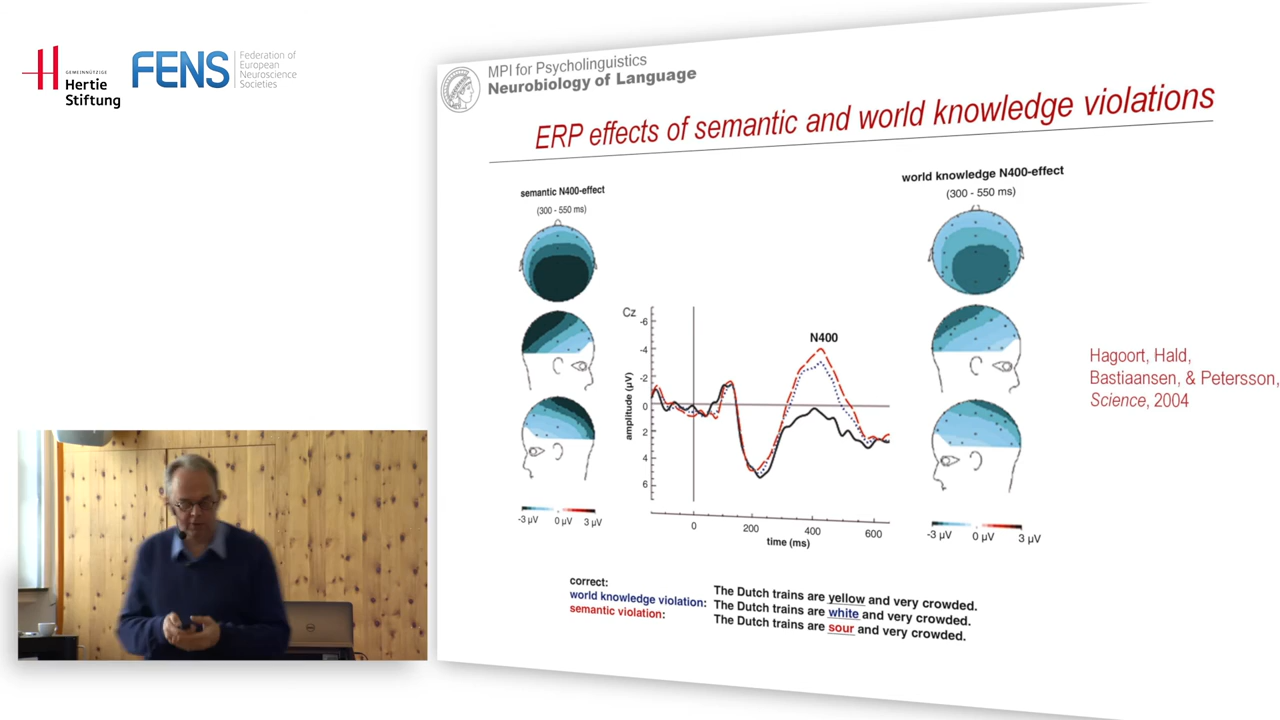 GEMEINNÜTZIGE
Hertie
Stiftung
FENS
Federation of
European
Neuroscience
Societies
MPI for Psycholinguistics
Neurobiology of Language
ERP effects of semantic and world knowledge violations
semantic N400-effect
(300 - 550 ms)
-3 µV 0 µV 3 µV
Cz
N400
-6
-4
-2
0
2
4
6
amplitude (µV)
0 200 400 600
time (ms)
world knowledge N400-effect
(300 - 550 ms)
-3 µV 0 µV 3 µV
Hagoort, Hald,
Bastiaansen, & Petersson,
Science, 2004
correct: The Dutch trains are yellow and very crowded.
world knowledge violation: The Dutch trains are white and very crowded.
semantic violation: The Dutch trains are sour and very crowded.